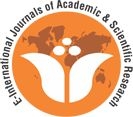 E-International Journals of Academic & Scientific Research